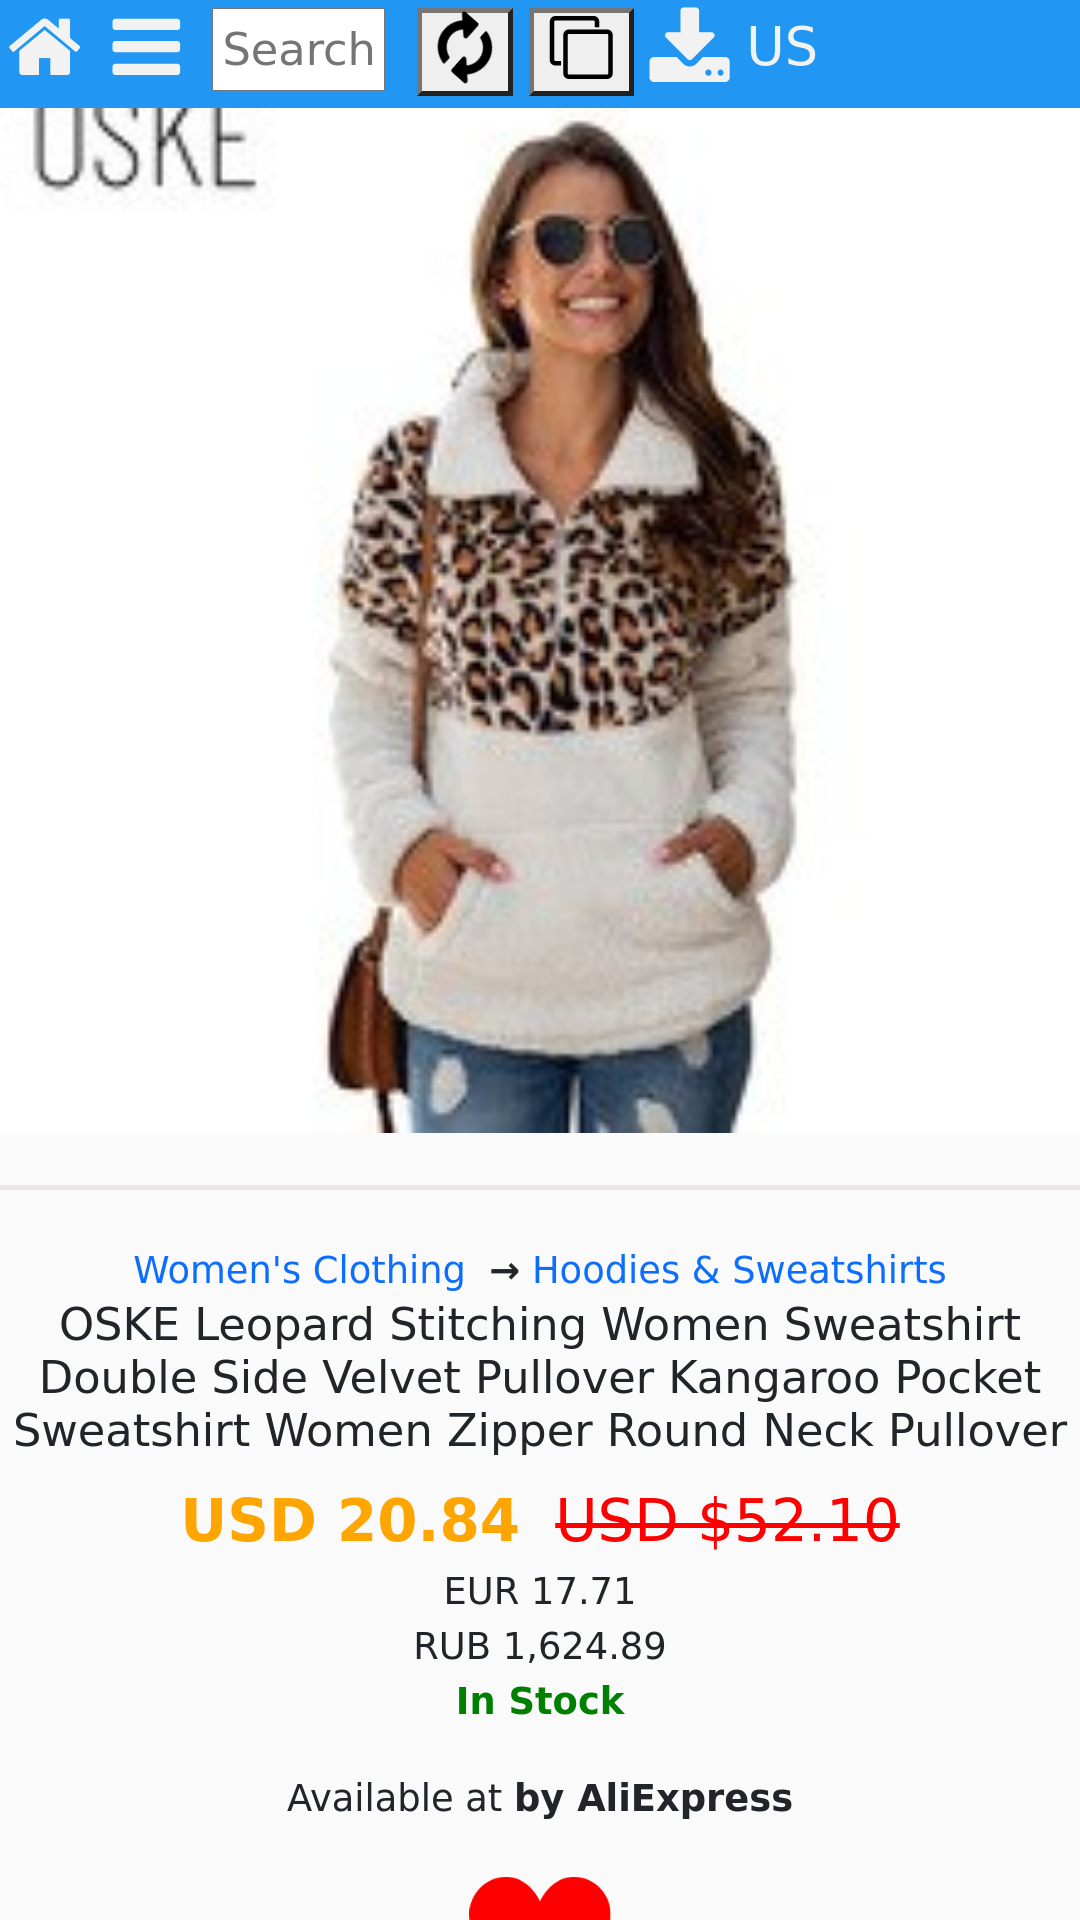 Search
US
OSKE
Women's Clothing → Hoodies & Sweatshirts
OSKE Leopard Stitching Women Sweatshirt
Double Side Velvet Pullover Kangaroo Pocket
Sweatshirt Women Zipper Round Neck Pullover
USD 20.84 USD $52.10
EUR 17.71
RUB 1,624.89
In Stock
Available at by AliExpress